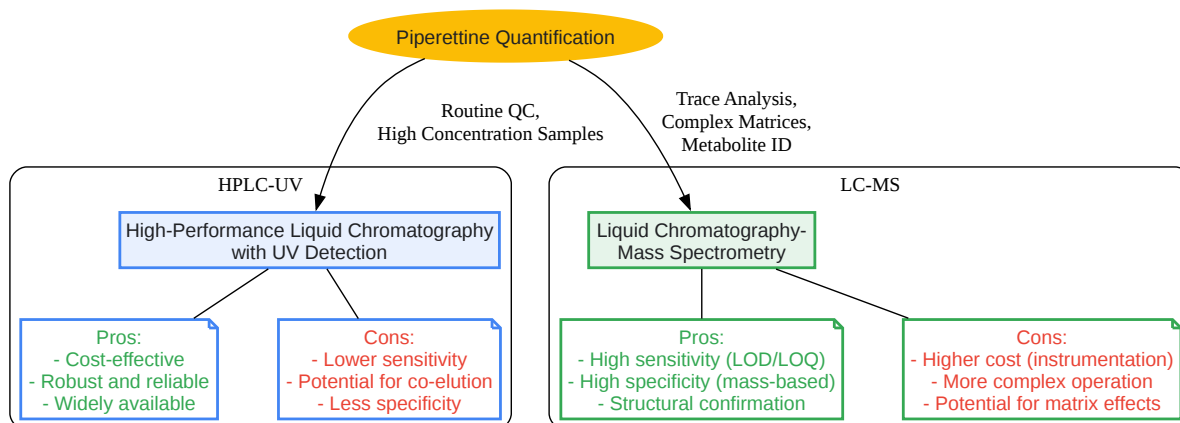 Piperettine Quantification
Routine QC,
High Concentration Samples
Trace Analysis,
Complex Matrices,
Metabolite ID
HPLC-UV
High-Performance Liquid Chromatography
with UV Detection
Pros:
- Cost-effective
- Robust and reliable
- Widely available
Cons:
- Lower sensitivity
- Potential for co-elution
- Less specificity
LC-MS
Liquid Chromatography-
Mass Spectrometry
Pros:
- High sensitivity (LOD/LOQ)
- High specificity (mass-based)
- Structural confirmation
Cons:
- Higher cost (instrumentation)
- More complex operation
- Potential for matrix effects